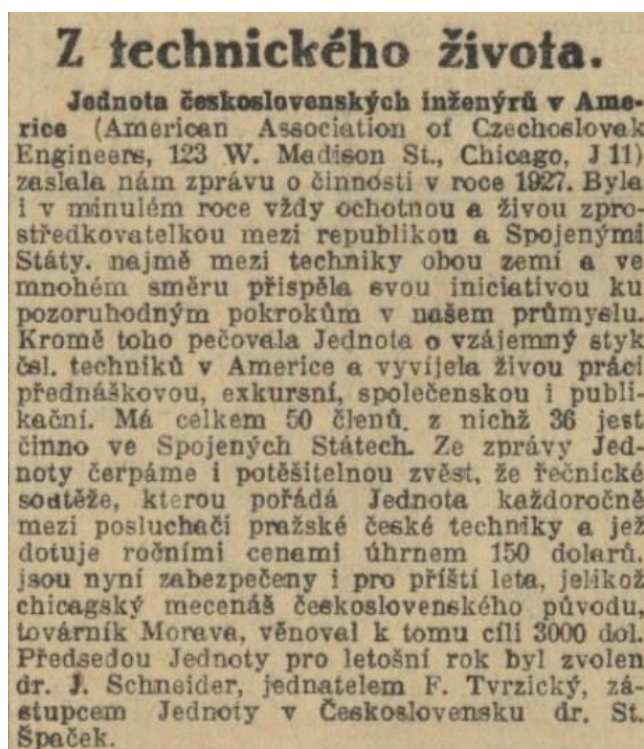 Z technického života.
Jednota československých inženýrů v Ame-
rice (American Association of Czechoslovak
Engineers, 123 W. Madison St., Chicago, J 11)
zaslala nám zprávu o činnosti v roce 1927. Byla
i v minulém roce vždy ochotnou a živou zpro-
středkovatelkou mezi republikou a Spojenými
Státy. najmě mezi techniky obou zemí a ve
mnohém směru přispěla svou iniciativou ku
pozoruhodným pokrokům v našem průmyslu.
Kromě toho pečovala Jednota o vzájemný styk
čsl. techniků v Americe a vyvíjela živou práci
přednáškovou, exkursní, společenskou i publi-
kační. Má celkem 50 členů. z nichž 36 jest
činno ve Spojených Státech. Ze zprávy Jed-
noty čerpáme i potěšitelnou zvěst, že řečnické
soutěže, kterou pořádá Jednota každoročně
mezi posluchači pražské české techniky a jež
dotuje ročními cenami úhrnem 150 dolarů,
jsou nyní zabezpečeny i pro příští leta, jelikož
chicagský mecenáš československého původu,
továrník Morava, věnoval k tomu cíli 3000 dol.
Předsedou Jednoty pro letošní rok byl zvolen
dr. J. Schneider, jednatelem F. Tvrzický, zá-
stupcem Jednoty v Československu dr. St.
Špaček.